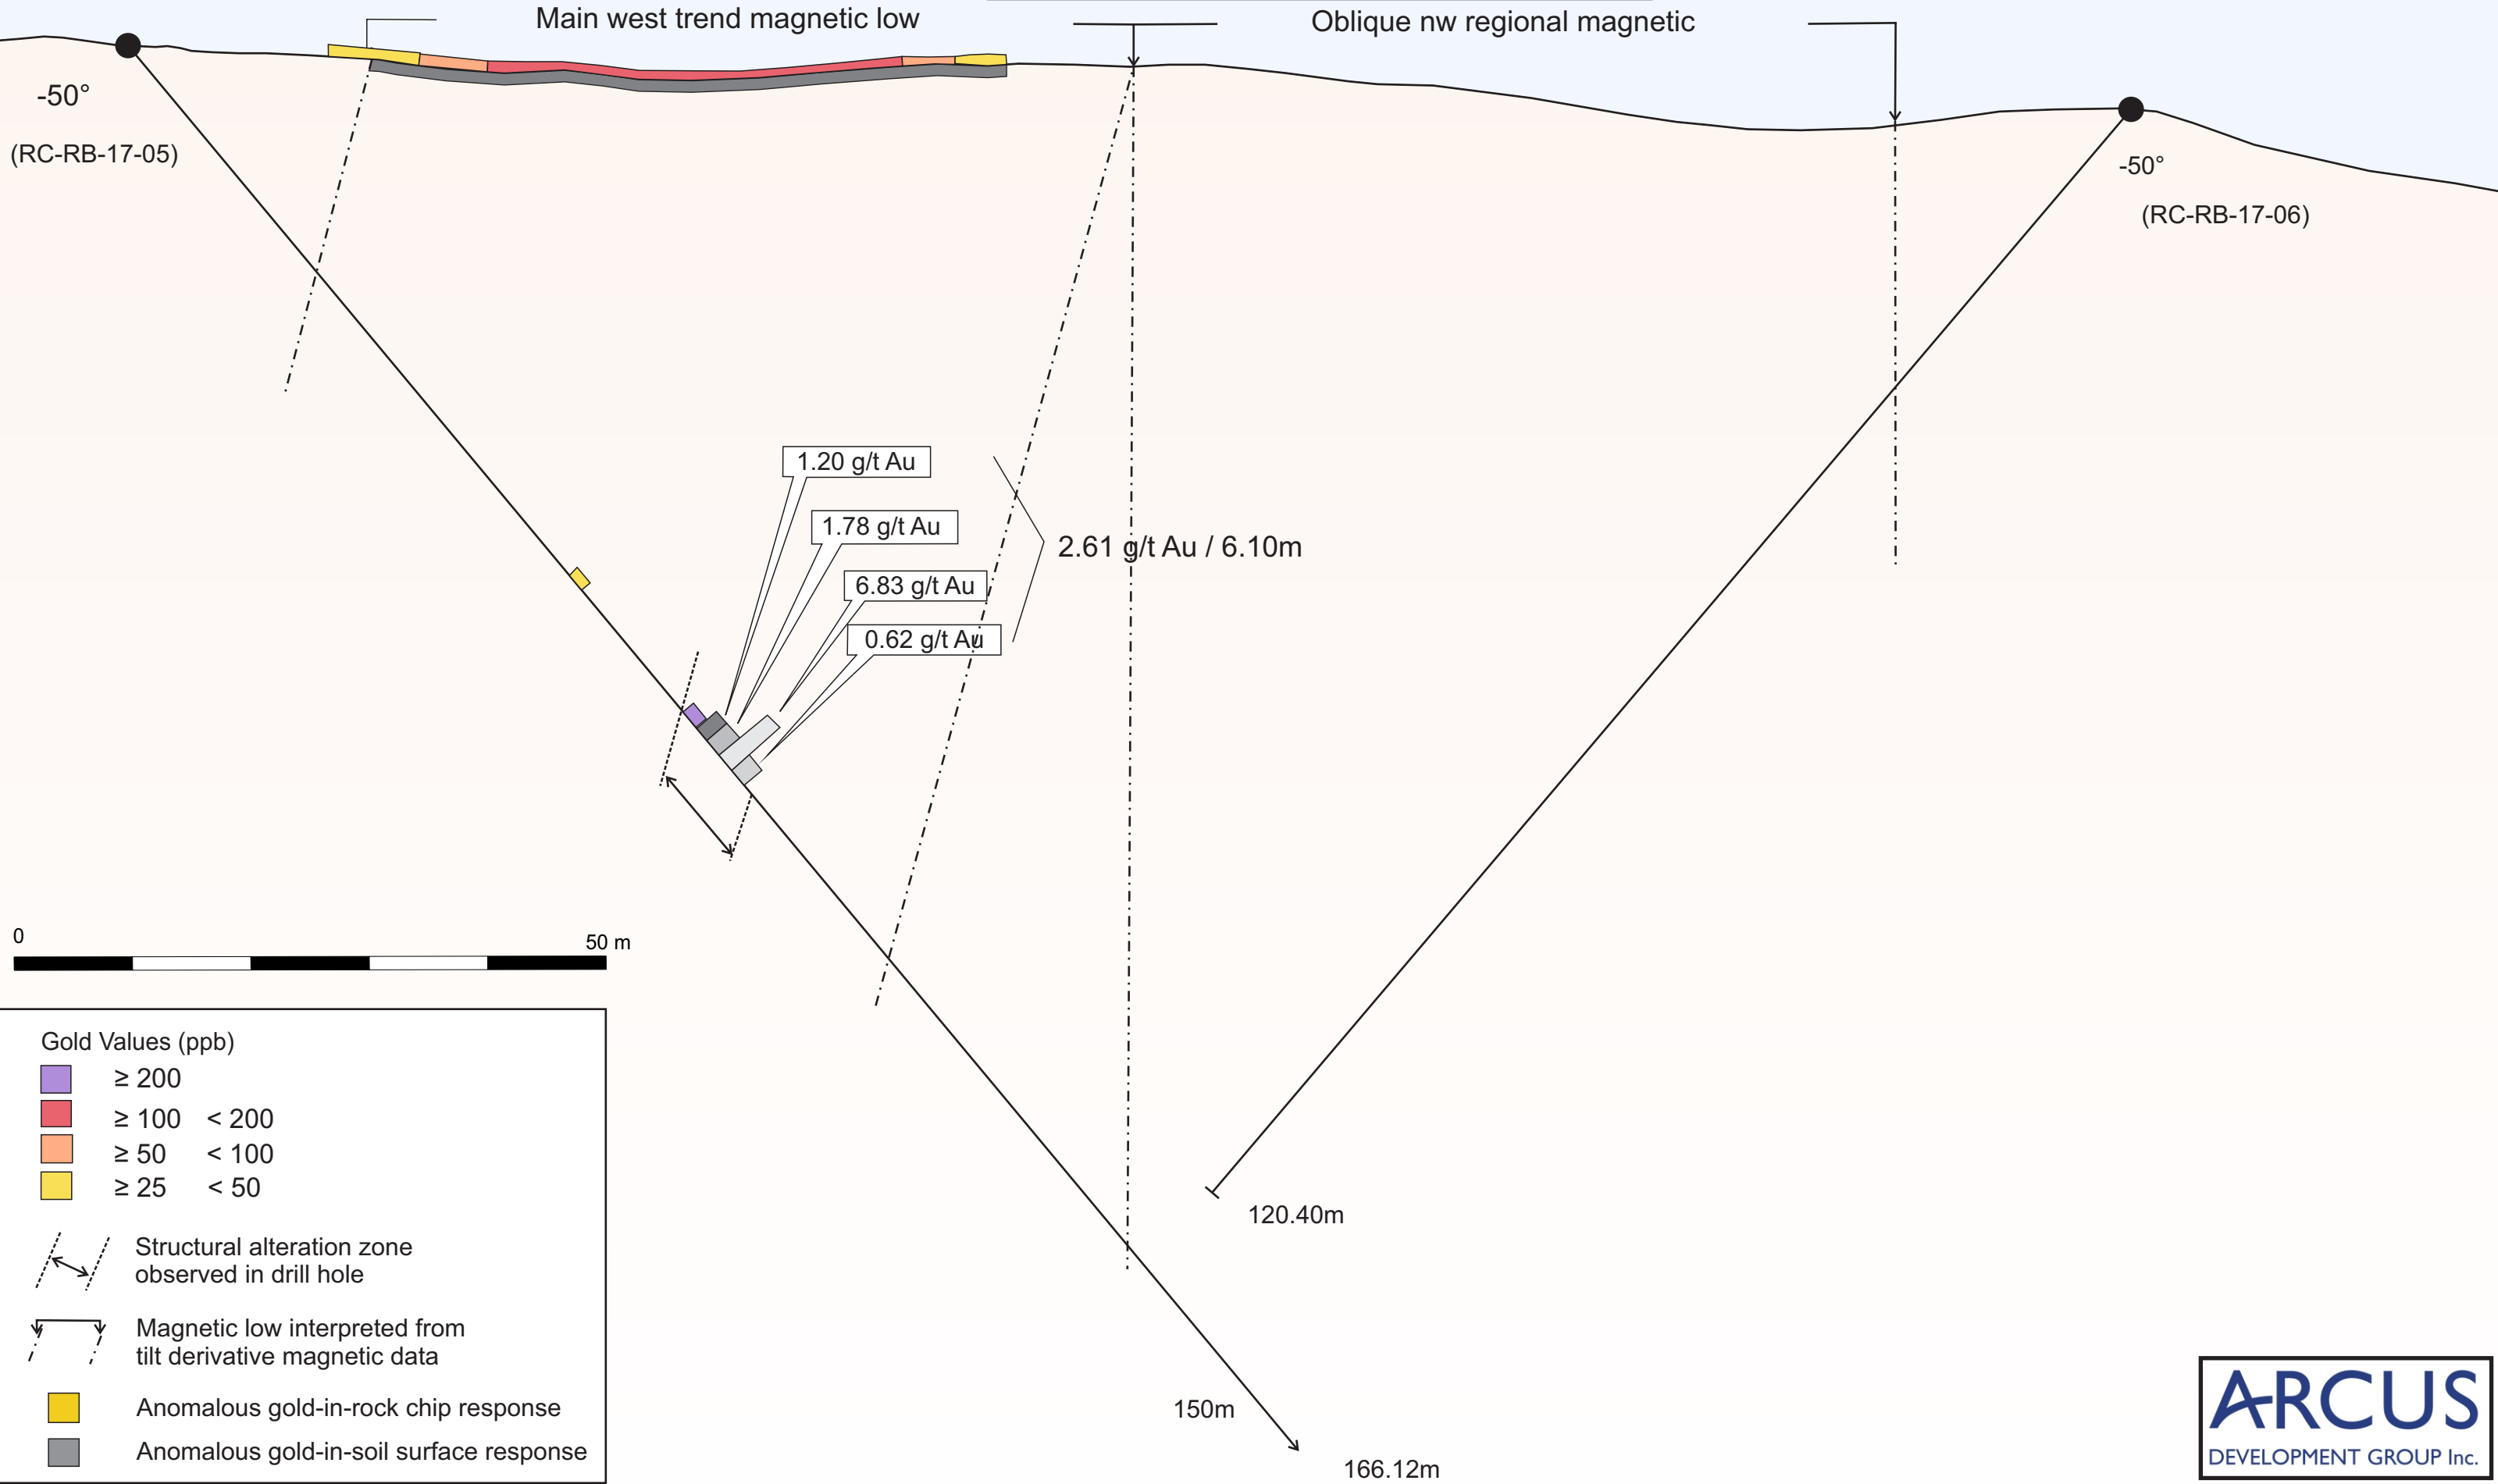 Main west trend magnetic low
Oblique nw regional magnetic
-50°
(RC-RB-17-05)
-50°
(RC-RB-17-06)
1.20 g/t Au
1.78 g/t Au
2.61 g/t Au / 6.10m
6.83 g/t Au
0.62 g/t Au
0
50 m
Gold Values (ppb)
≥ 200
≥ 100 < 200
≥ 50 < 100
≥ 25 < 50
Structural alteration zone
observed in drill hole
Magnetic low interpreted from
tilt derivative magnetic data
Anomalous gold-in-rock chip response
Anomalous gold-in-soil surface response
120.40m
150m
166.12m
ARCUS
DEVELOPMENT GROUP Inc.